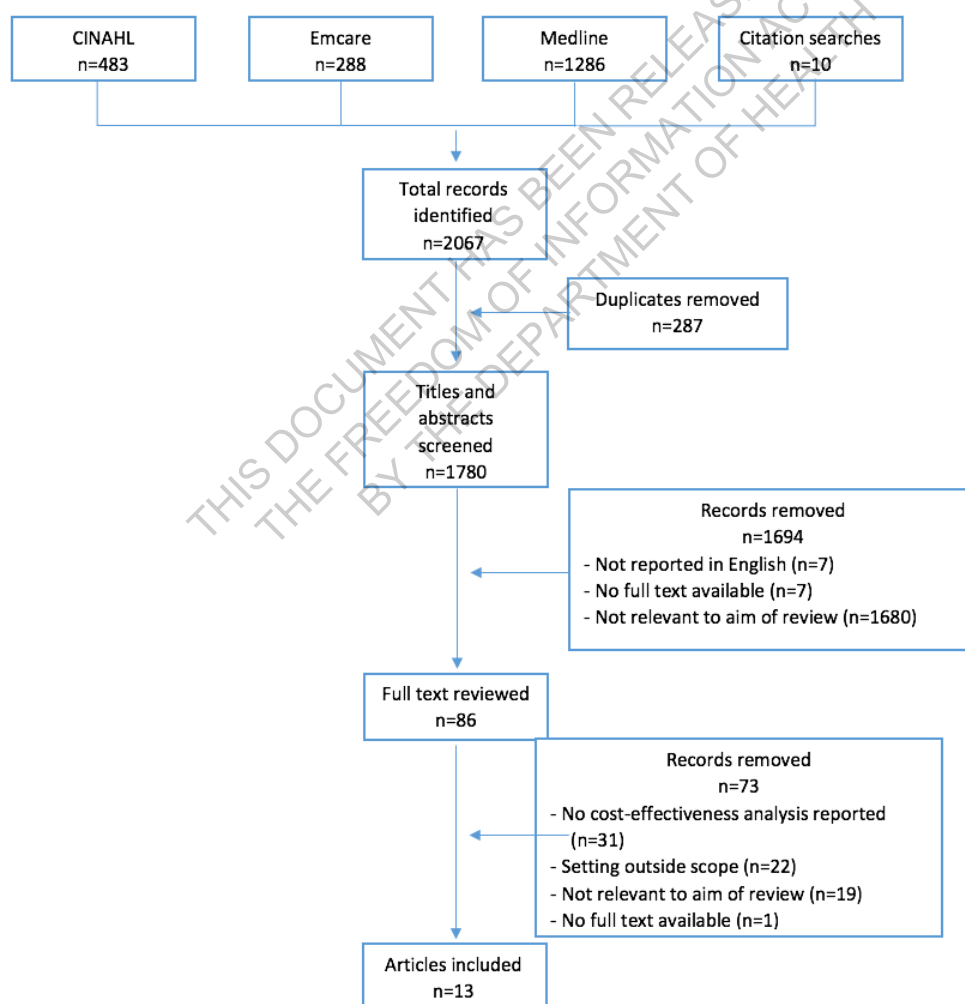 CINAHL
n=483
Emcare
n=288
Medline
n=1286
Citation searches
n=10
Total records
identified
n=2067
Duplicates removed
n=287
Titles and
abstracts
screened
n=1780
Records removed
n=1694
- Not reported in English (n=7)
- No full text available (n=7)
- Not relevant to aim of review (n=1680)
Full text reviewed
n=86
Records removed
n=73
- No cost-effectiveness analysis reported
(n=31)
- Setting outside scope (n=22)
- Not relevant to aim of review (n=19)
- No full text available (n=1)
Articles included
n=13
THIS DOCUMENT HAS BEEN
THE FREEDOM OF INFORMATION
BY THE DEPARTMENT OF HEALTH